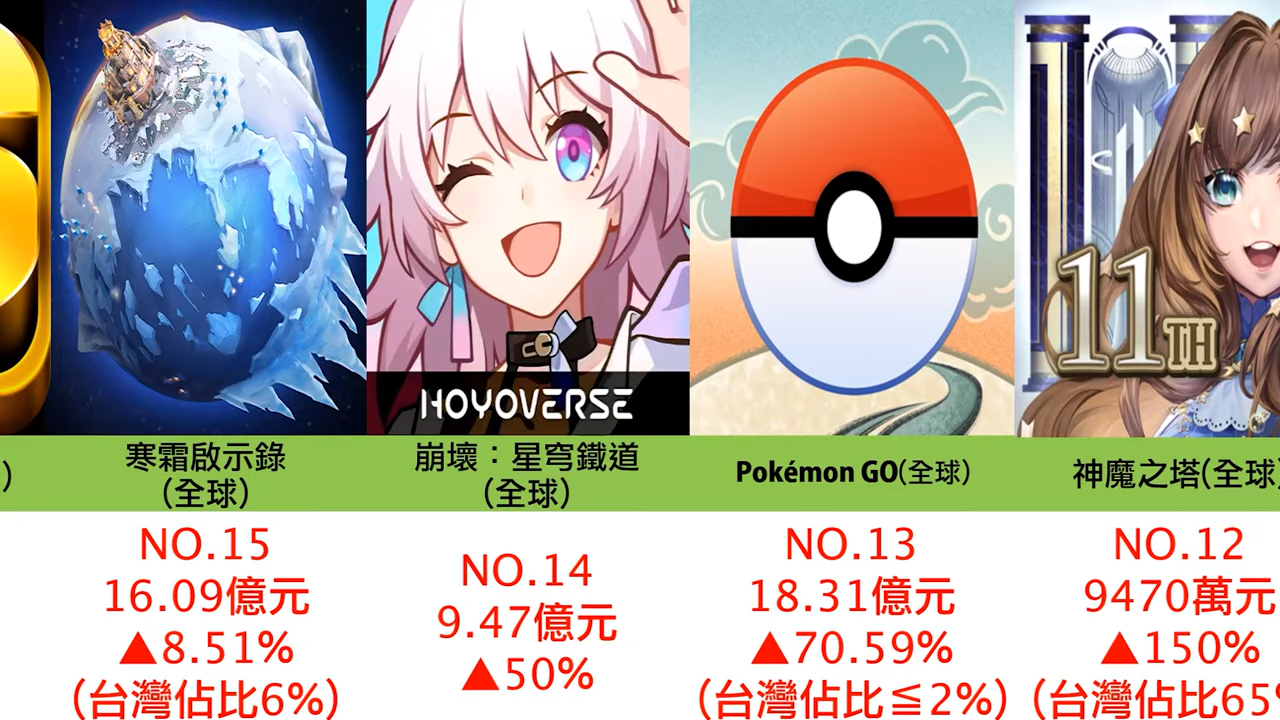 11TH
HOYOVERSE
)
寒霜啟示錄
(全球)
崩壞：星穹鐵道
(全球)
Pokémon GO(全球)
神魔之塔(全球)
NO.15
16.09億元
▲8.51%
(台灣佔比6%)
NO.14
9.47億元
▲50%
NO.13
18.31億元
▲70.59%
(台灣佔比≦2%)
NO.12
9470萬元
▲150%
(台灣佔比65%